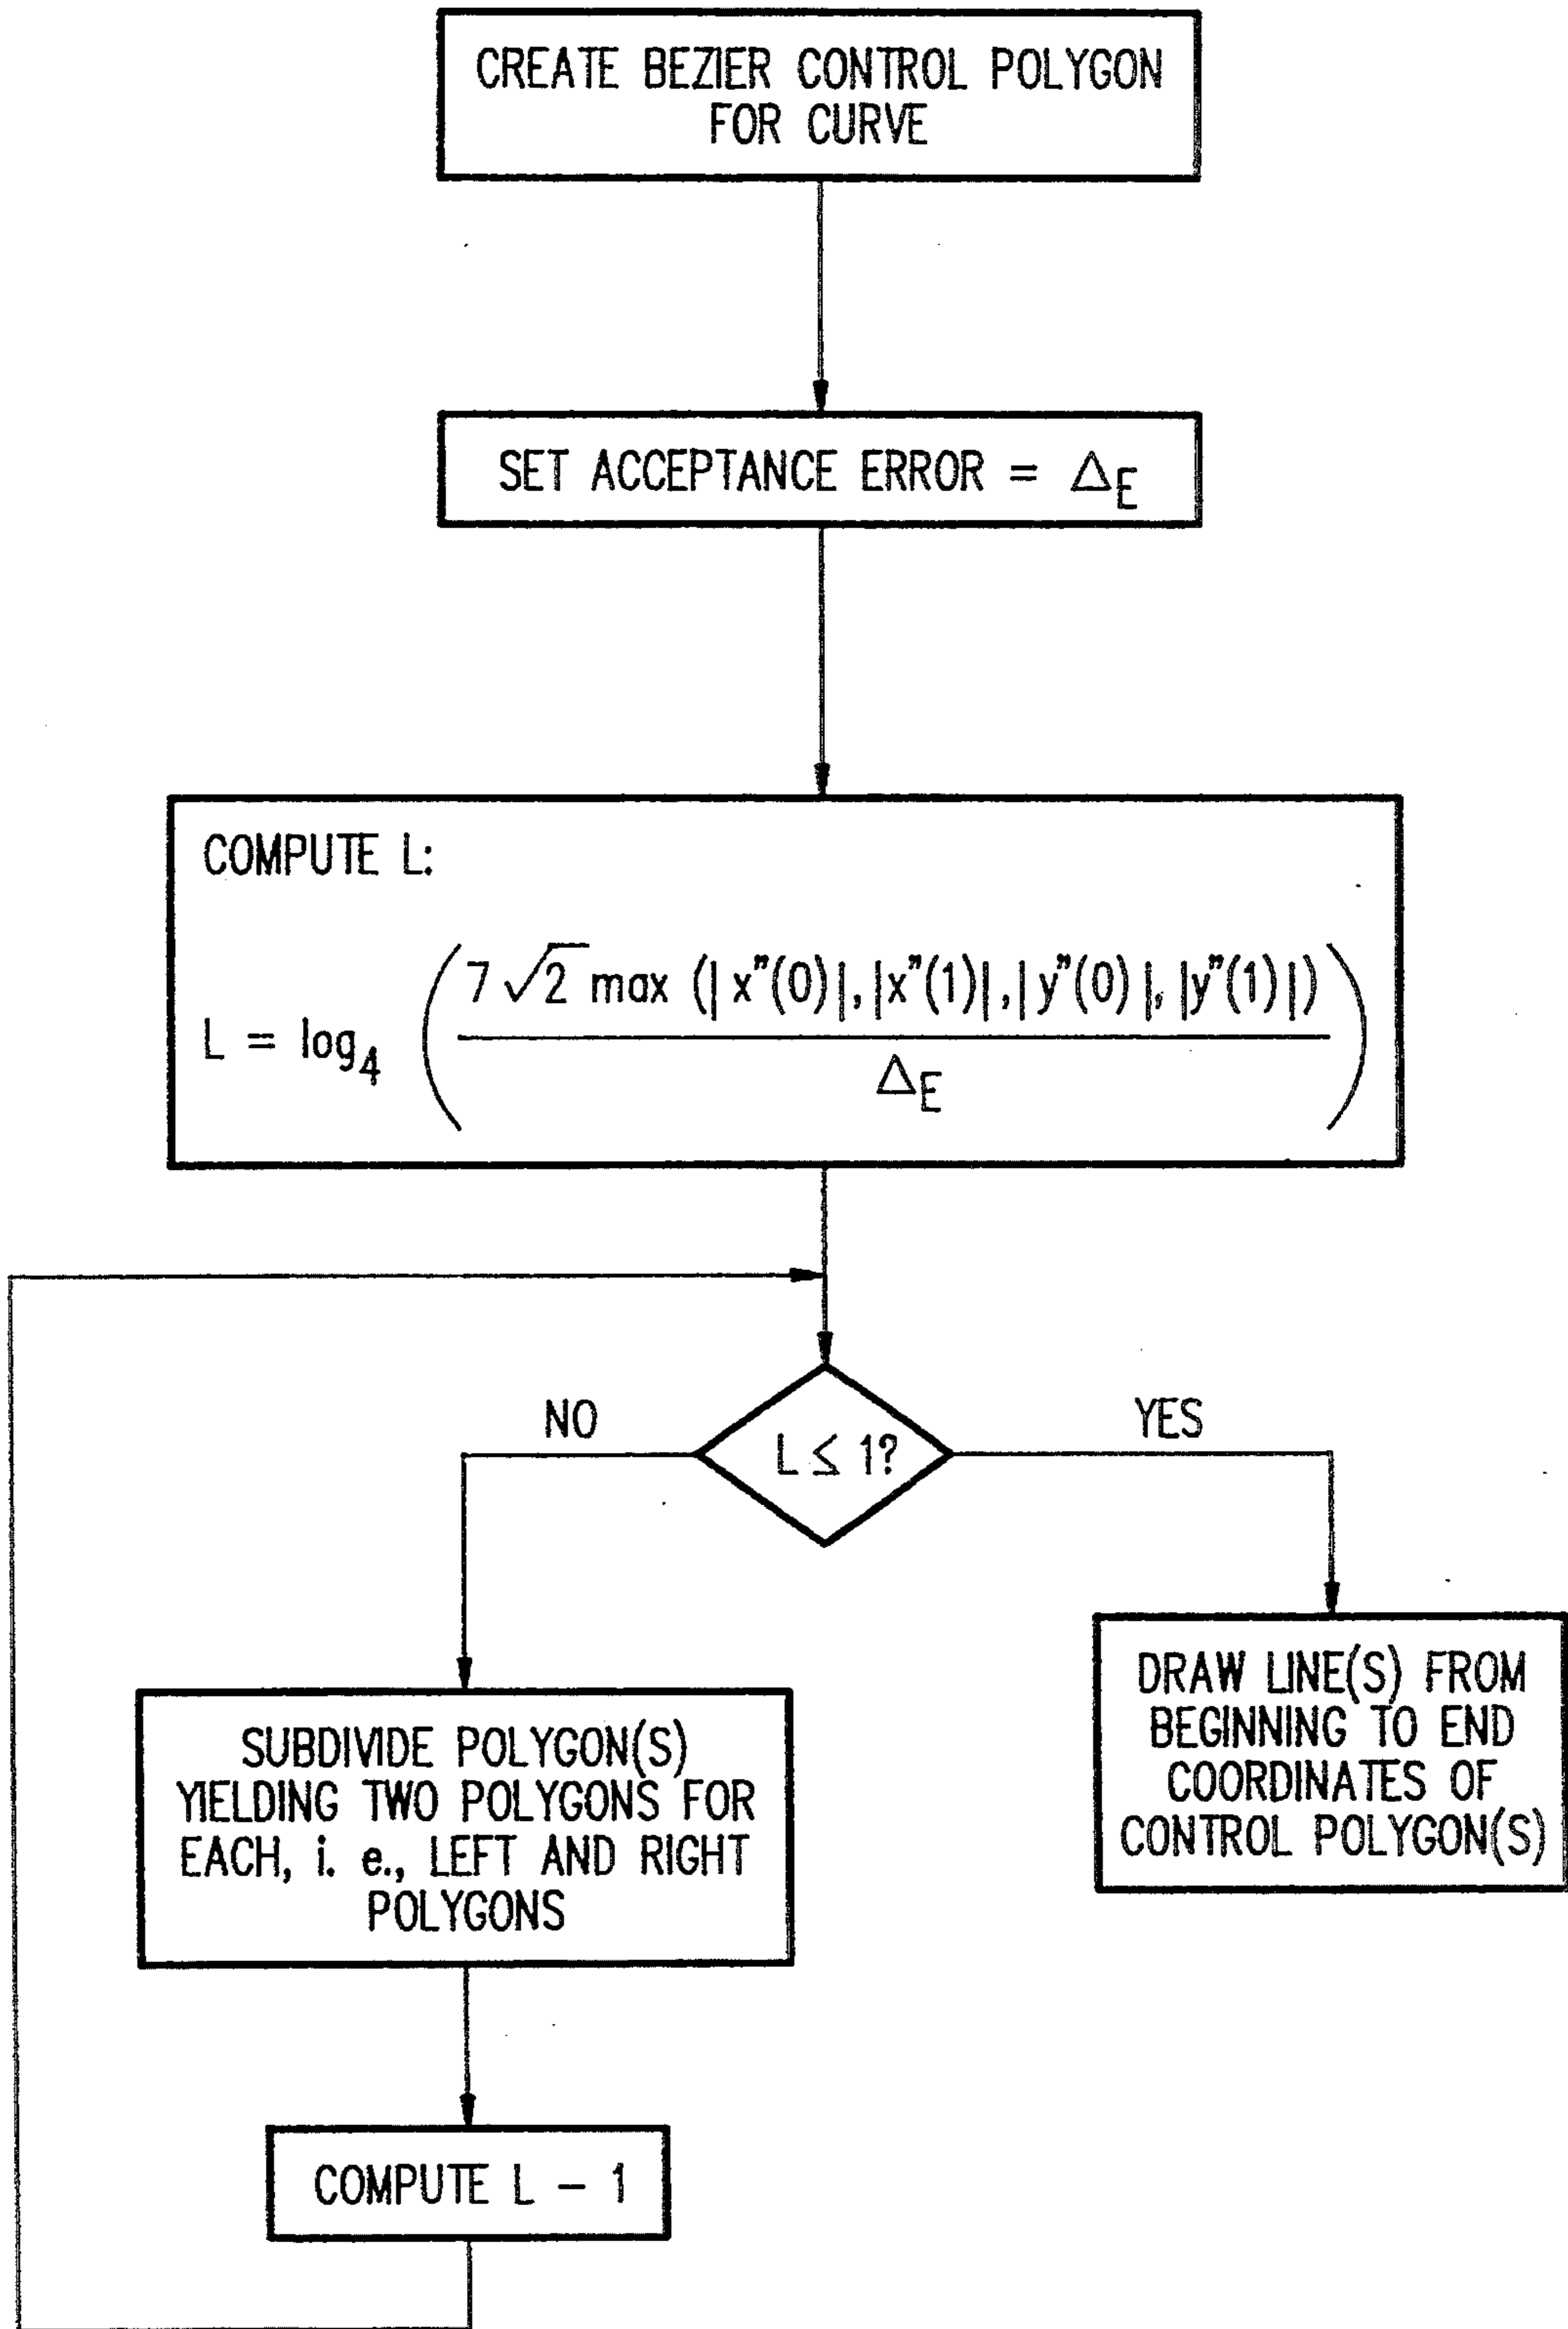 CREATE BEZIER CONTROL POLYGON
FOR CURVE
SET ACCEPTANCE ERROR = Δ_E
COMPUTE L:
L = log₄ ( 7 √2 max (| x"(0)|, |x"(1)|, | y"(0) |, |y"(1)|) / Δ_E )
NO
L ≤ 1?
YES
SUBDIVIDE POLYGON(S)
YIELDING TWO POLYGONS FOR
EACH, i. e., LEFT AND RIGHT
POLYGONS
DRAW LINE(S) FROM
BEGINNING TO END
COORDINATES OF
CONTROL POLYGON(S)
COMPUTE L - 1